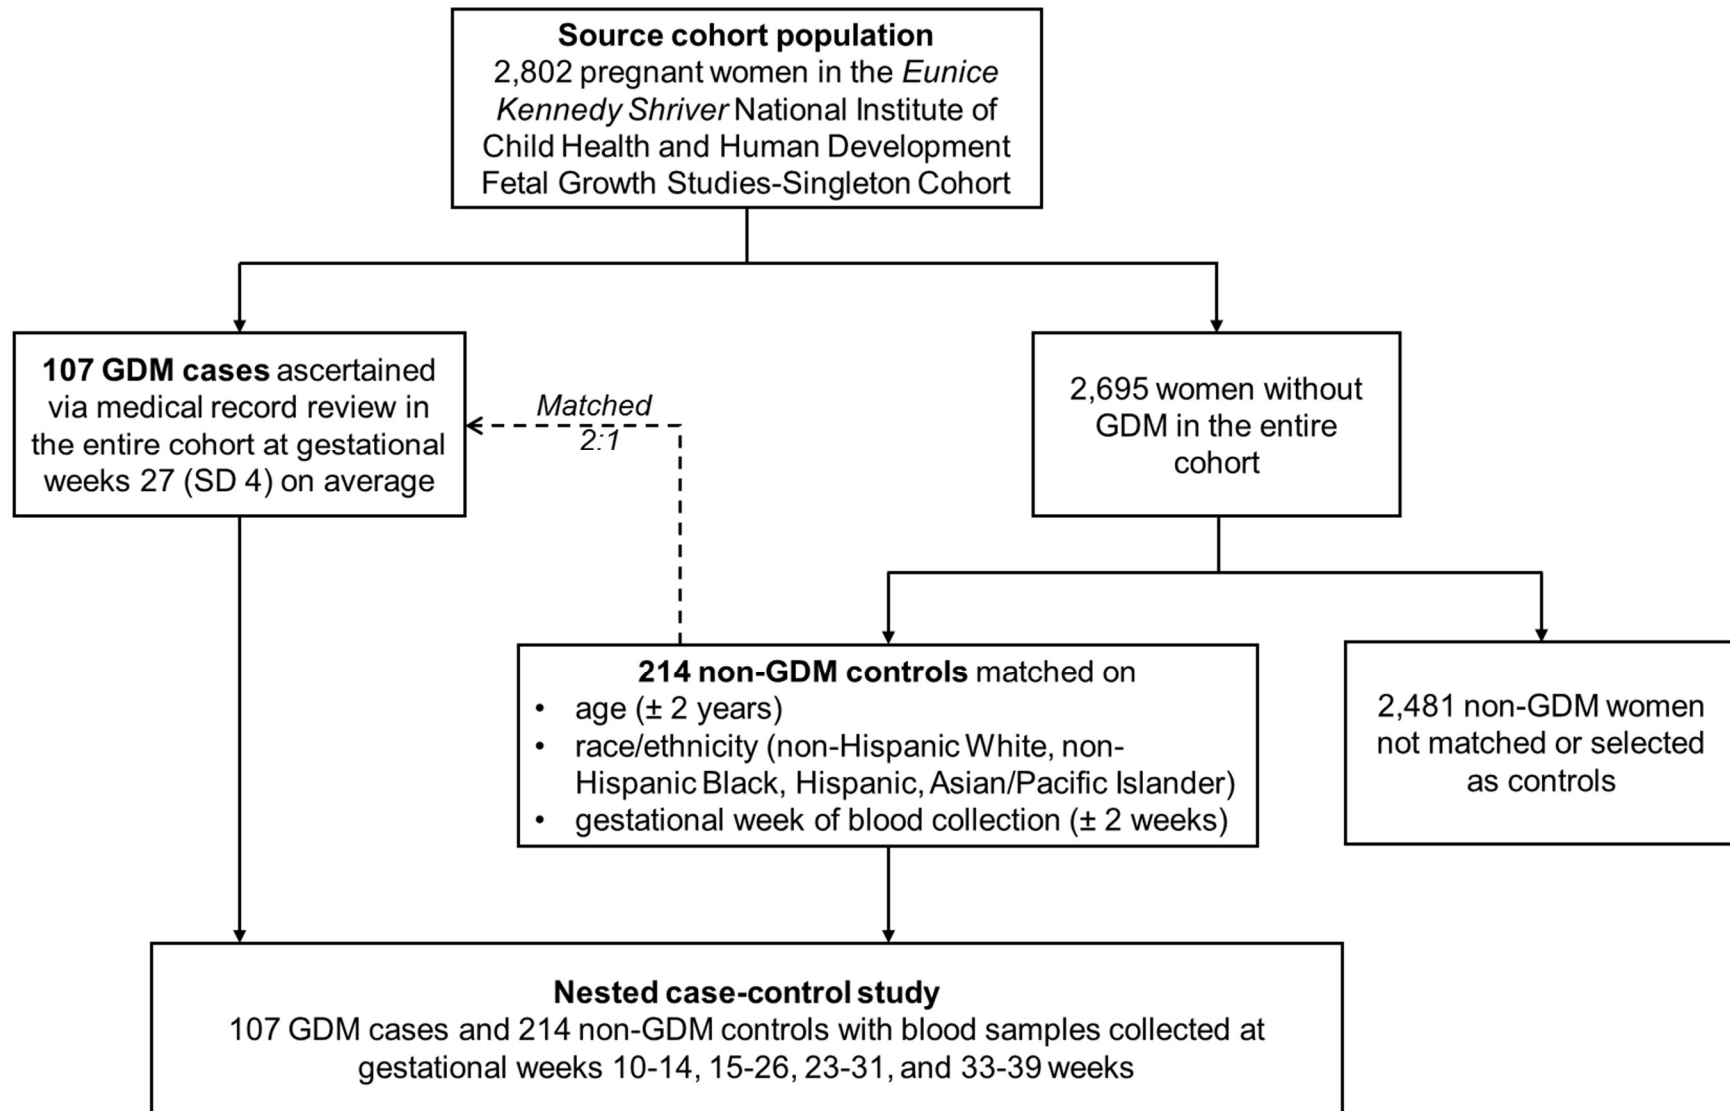 Source cohort population
2,802 pregnant women in the Eunice
Kennedy Shriver National Institute of
Child Health and Human Development
Fetal Growth Studies-Singleton Cohort
107 GDM cases ascertained
via medical record review in
the entire cohort at gestational
weeks 27 (SD 4) on average
Matched
2:1
2,695 women without
GDM in the entire
cohort
214 non-GDM controls matched on
• age (± 2 years)
• race/ethnicity (non-Hispanic White, non-
Hispanic Black, Hispanic, Asian/Pacific Islander)
• gestational week of blood collection (± 2 weeks)
2,481 non-GDM women
not matched or selected
as controls
Nested case-control study
107 GDM cases and 214 non-GDM controls with blood samples collected at
gestational weeks 10-14, 15-26, 23-31, and 33-39 weeks